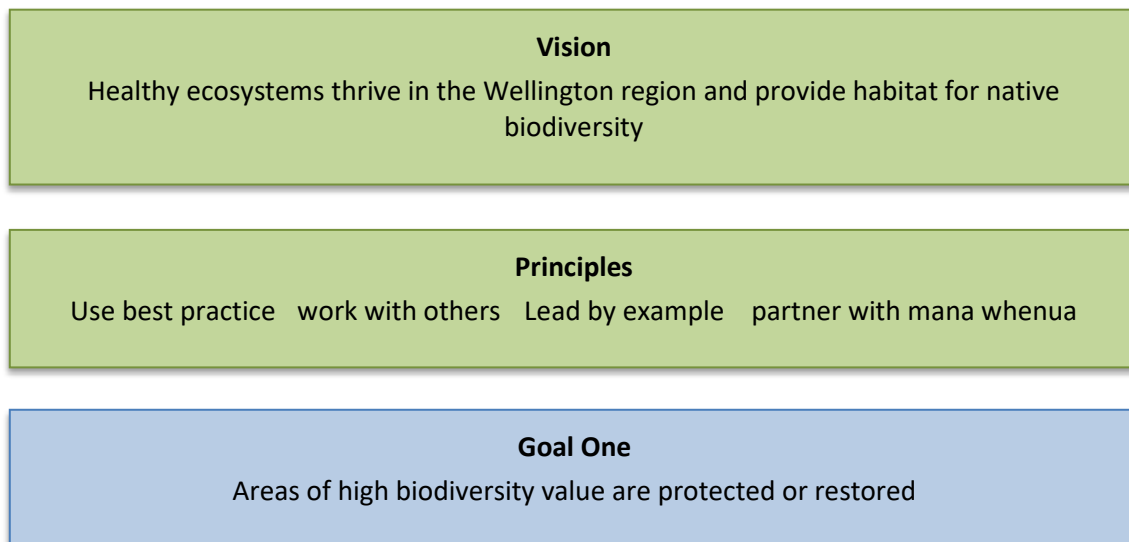 Vision
Healthy ecosystems thrive in the Wellington region and provide habitat for native
biodiversity
Principles
Use best practice work with others Lead by example partner with mana whenua
Goal One
Areas of high biodiversity value are protected or restored